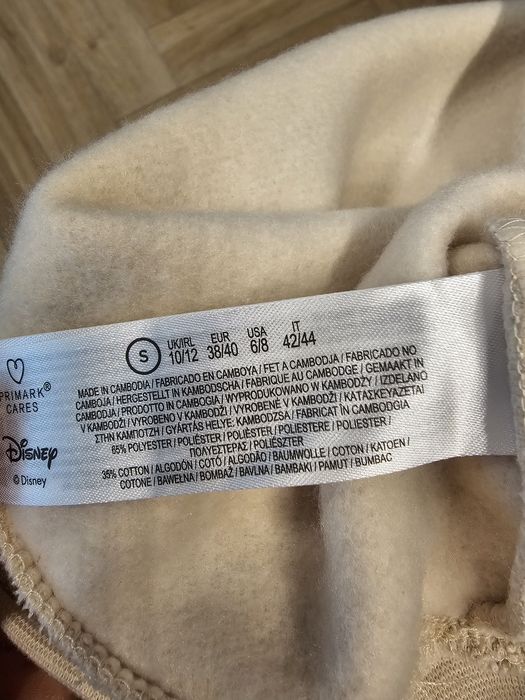 PRIMARK®
CARES
Disney
© Disney
S
UK/IRL EUR USA IT
10/12 38/40 6/8 42/44
MADE IN CAMBODIA / FABRICADO EN CAMBOYA / FET A CAMBODJA / FABRICADO NO
CAMBOJA / HERGESTELLT IN KAMBODSCHA / FABRIQUE AU CAMBODGE / GEMAAKT IN
CAMBODJA / PRODOTTO IN CAMBOGIA / WYPRODUKOWANO W KAMBODŻY / IZDELANO
V KAMBODŽI / VYROBENO V KAMBODŽI / VYROBENÉ V KAMBODŽI / ΚΑΤΑΣΚΕΥΑΖΕΤΑΙ
ΣΤΗΝ ΚΑΜΠΟΤΖΗ / GYÁRTÁS HELYE: KAMBODZSA / FABRICAT ÎN CAMBODGIA
65% POLYESTER / POLIÉSTER / POLIÈSTER / POLIESTERE / POLIESTER /
ΠΟΛΥΕΣΤΕΡΑΣ / POLIÉSZTER
35% COTTON / ALGODÓN / COTÓ / ALGODÃO / BAUMWOLLE / COTON / KATOEN /
COTONE / BAWEŁNA / BOMBAŽ / BAVLNA / ΒΑΜΒΑΚΙ / PAMUT / BUMBAC